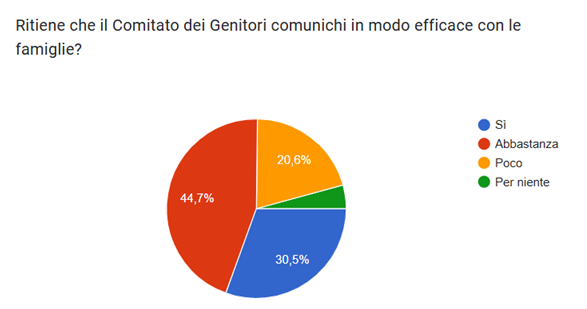 Ritiene che il Comitato dei Genitori comunichi in modo efficace con le
famiglie?
Sì
Abbastanza
Poco
Per niente
20,6%
44,7%
30,5%